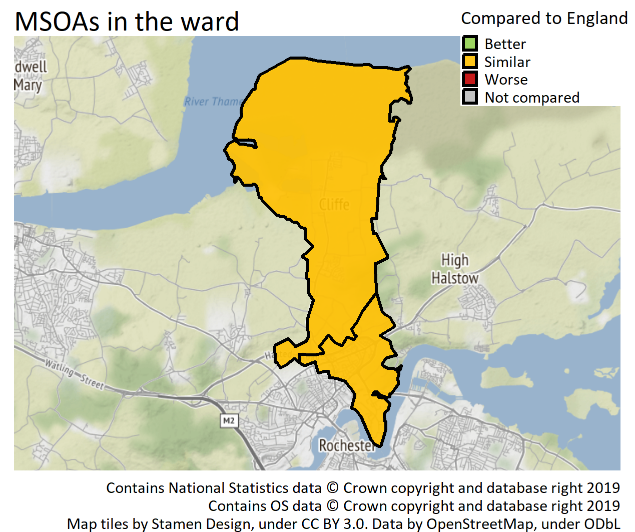 MSOAs in the ward
Compared to England
Better
Similar
Worse
Not compared
dwell
Mary
River Tham
Cliffe
High
Halstow
Watling-Street
M2
Rochester
Contains National Statistics data © Crown copyright and database right 2019
Contains OS data © Crown copyright and database right 2019
Map tiles by Stamen Design, under CC BY 3.0. Data by OpenStreetMap, under ODbL